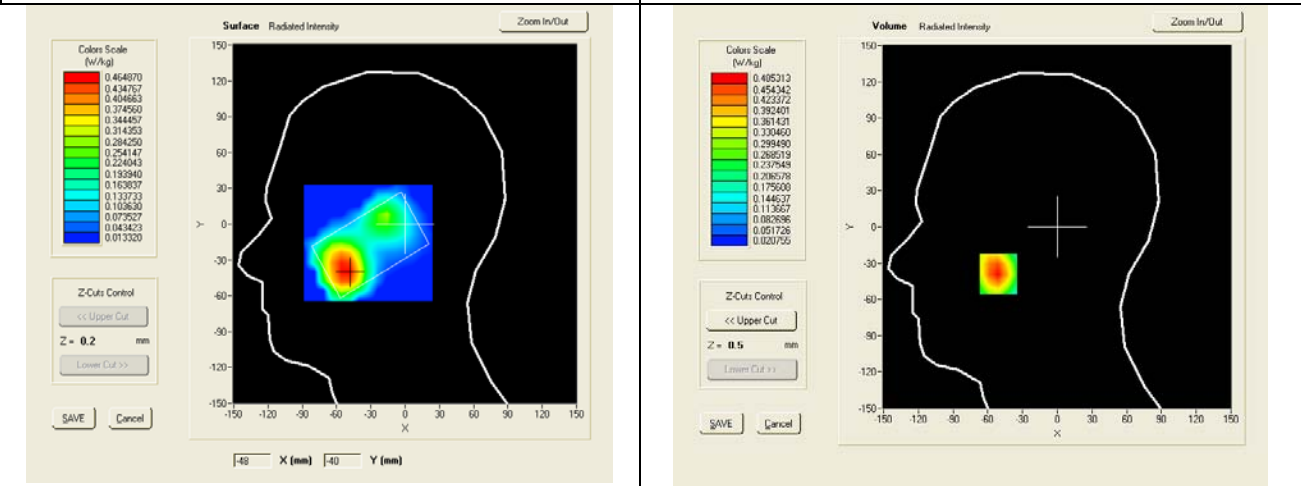 Surface Radiated Intensity
Zoom In/Out
Colors Scale
(W/kg)
0.464870
0.434767
0.404663
0.374560
0.344457
0.314353
0.284250
0.254147
0.224043
0.193940
0.163837
0.133733
0.103630
0.073527
0.043423
0.013320
Z-Cuts Control
<< Upper Cut
Z = 0.2 mm
Lower Cut >>
SAVE
Cancel
150
120
90
60
30
0
-30
-60
-90
-120
-150
Y
-150 -120 -90 -60 -30 0 30 60 90 120 150
X
-48 X (mm) -40 Y (mm)
Volume Radiated Intensity
Zoom In/Out
Colors Scale
(W/kg)
0.485313
0.454342
0.423372
0.392401
0.361431
0.330460
0.299490
0.268519
0.237549
0.206578
0.175608
0.144637
0.113667
0.082696
0.051726
0.020755
Z-Cuts Control
<< Upper Cut
Z = 0.5 mm
Lower Cut >>
SAVE
Cancel
150
120
90
60
30
0
-30
-60
-90
-120
-150
Y
-150 -120 -90 -60 -30 0 30 60 90 120 150
X